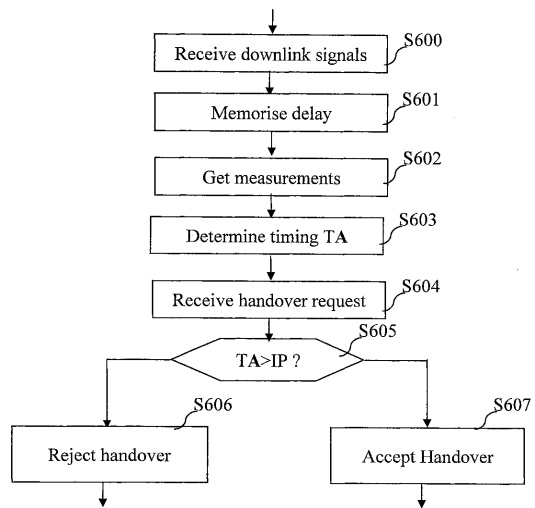 Receive downlink signals
S600
Memorise delay
S601
Get measurements
S602
Determine timing TA
S603
Receive handover request
S604
TA>IP ?
S605
Reject handover
S606
Accept Handover
S607